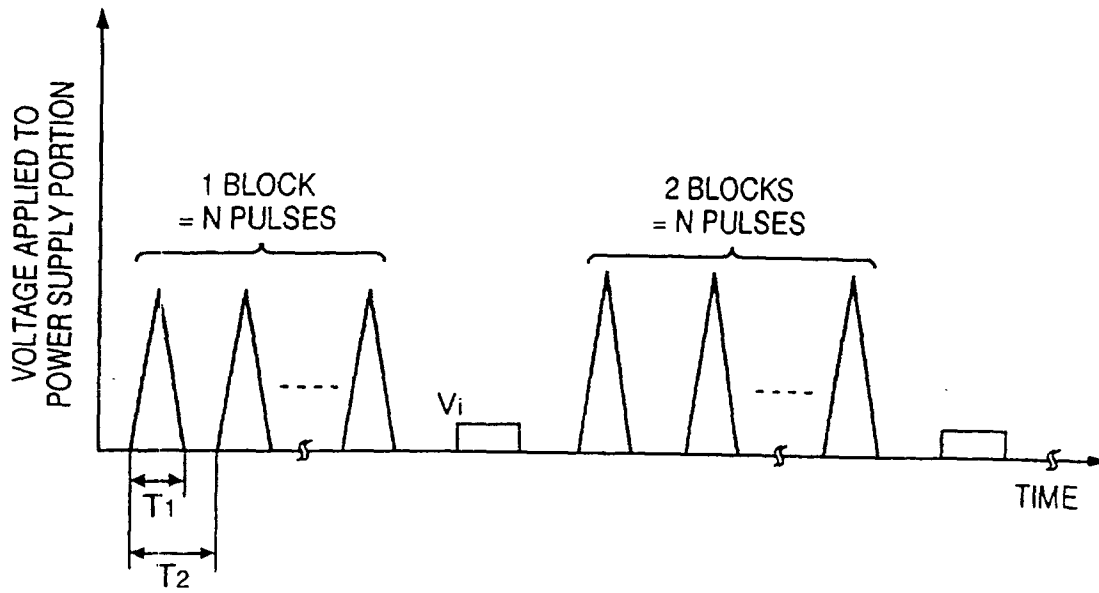 VOLTAGE APPLIED TO
POWER SUPPLY PORTION
1 BLOCK
= N PULSES
2 BLOCKS
= N PULSES
Vi
TIME
T1
T2